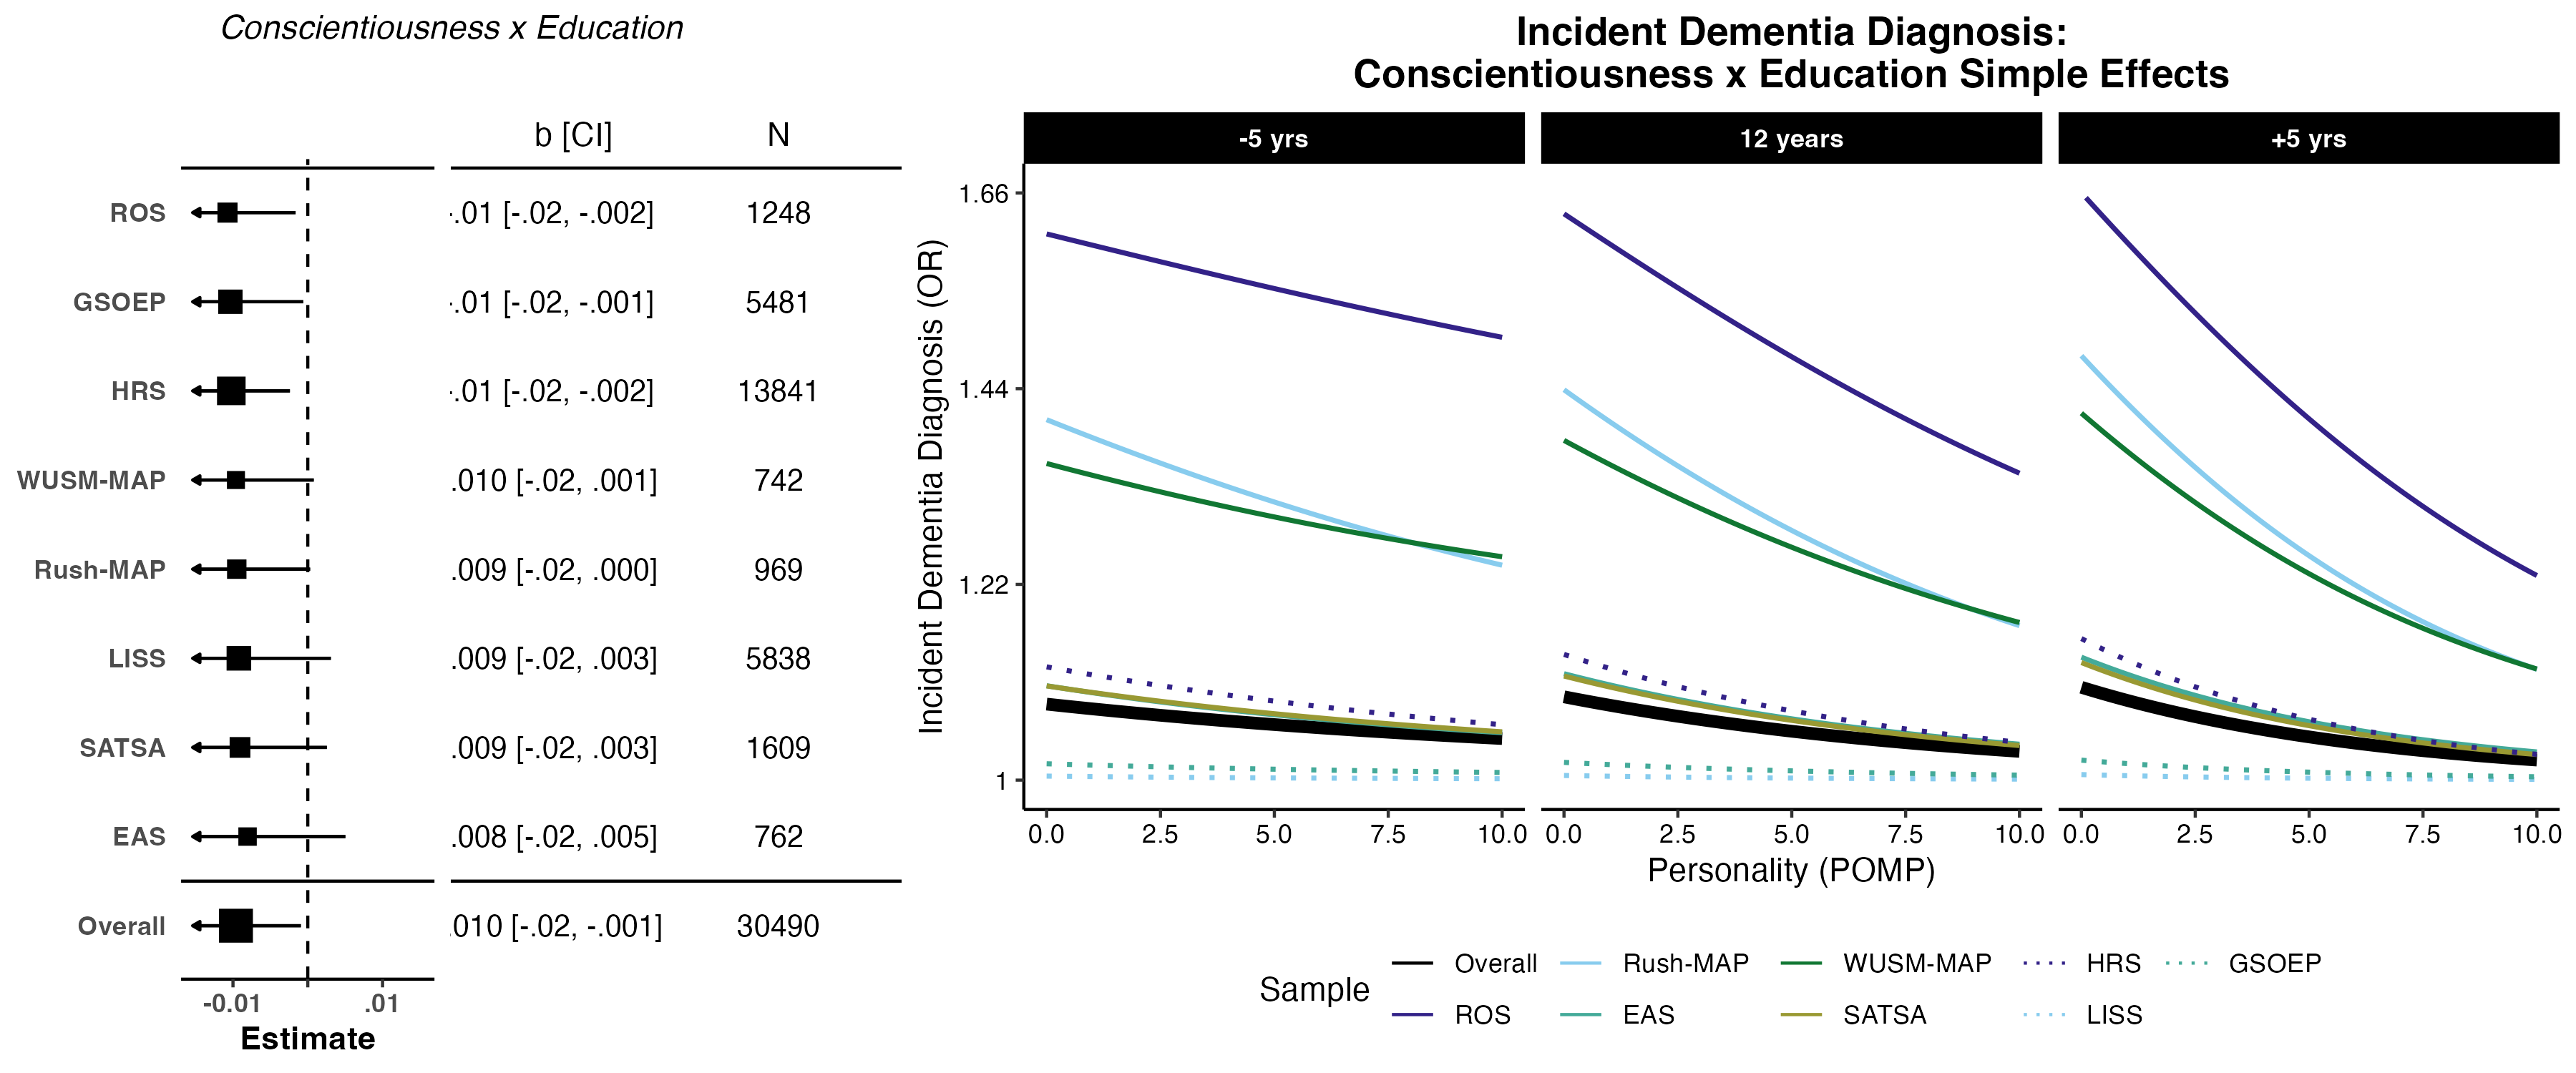 Conscientiousness x Education
b [CI] N
ROS -.01 [-.02, -.002] 1248
GSOEP -.01 [-.02, -.001] 5481
HRS -.01 [-.02, -.002] 13841
WUSM-MAP .010 [-.02, .001] 742
Rush-MAP .009 [-.02, .000] 969
LISS .009 [-.02, .003] 5838
SATSA .009 [-.02, .003] 1609
EAS .008 [-.02, .005] 762
Overall .010 [-.02, -.001] 30490
-0.01 .01
Estimate
Incident Dementia Diagnosis:
Conscientiousness x Education Simple Effects
-5 yrs 12 years +5 yrs
Incident Dementia Diagnosis (OR)
1.66
1.44
1.22
1
0.0 2.5 5.0 7.5 10.0 0.0 2.5 5.0 7.5 10.0 0.0 2.5 5.0 7.5 10.0
Personality (POMP)
Sample
Overall Rush-MAP WUSM-MAP HRS GSOEP
ROS EAS SATSA LISS